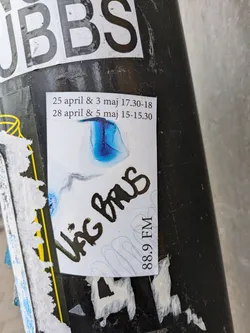 UBBS
25 april & 3 maj 17.30-18
28 april & 5 maj 15-15.30
VÅG BRUS
88.9 FM